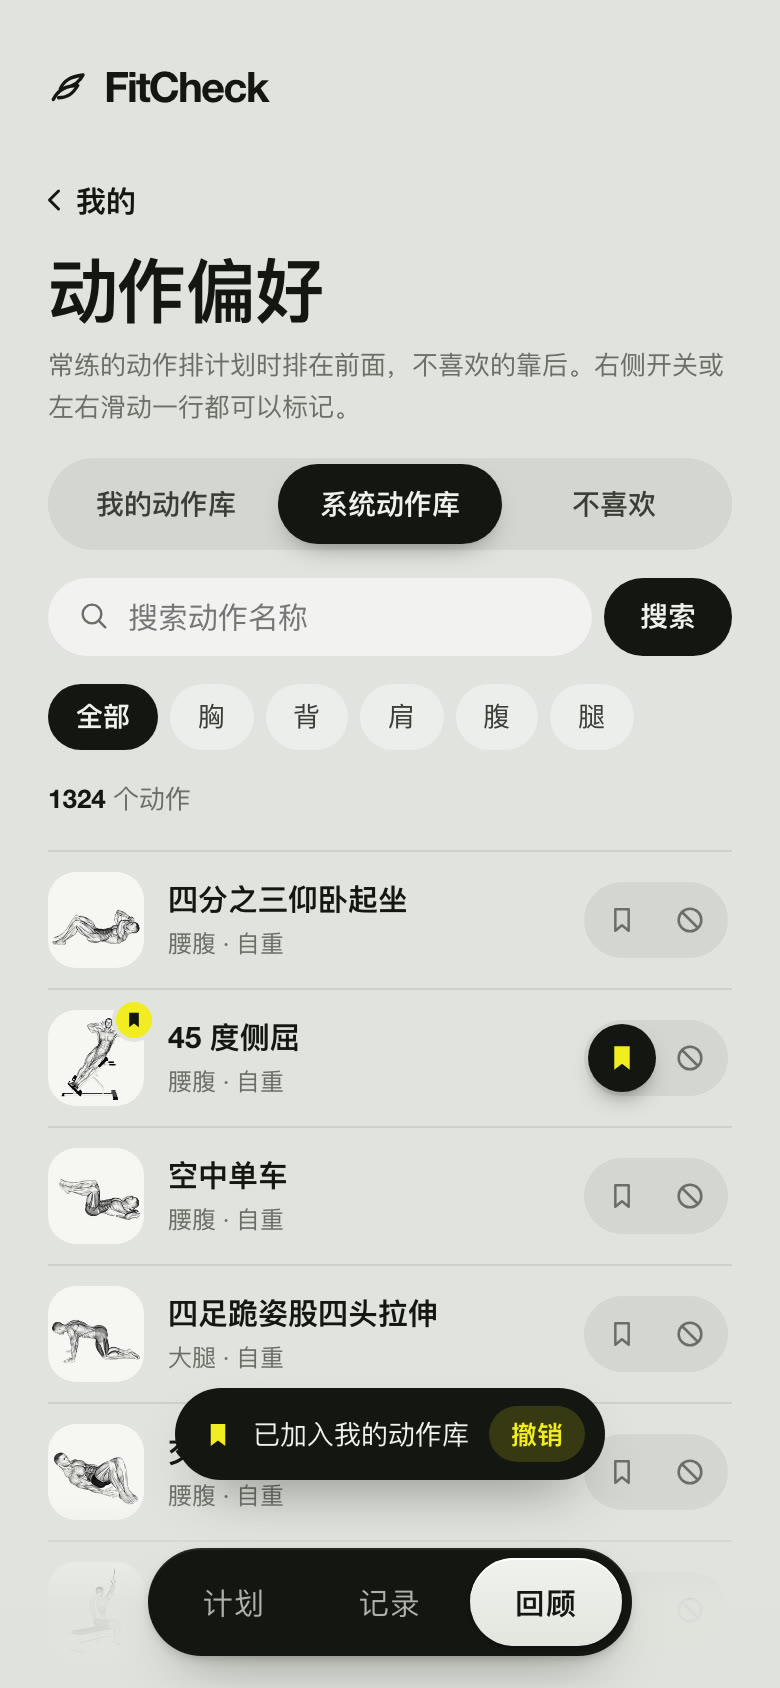 FitCheck
我的
动作偏好
常练的动作排计划时排在前面，不喜欢的靠后。右侧开关或
左右滑动一行都可以标记。
我的动作库 系统动作库 不喜欢
搜索动作名称 搜索
全部 胸 背 肩 腹 腿
1324 个动作
四分之三仰卧起坐
腰腹 · 自重
45 度侧屈
腰腹 · 自重
空中单车
腰腹 · 自重
四足跪姿股四头拉伸
大腿 · 自重
已加入我的动作库 撤销
腰腹 · 自重
计划 记录 回顾